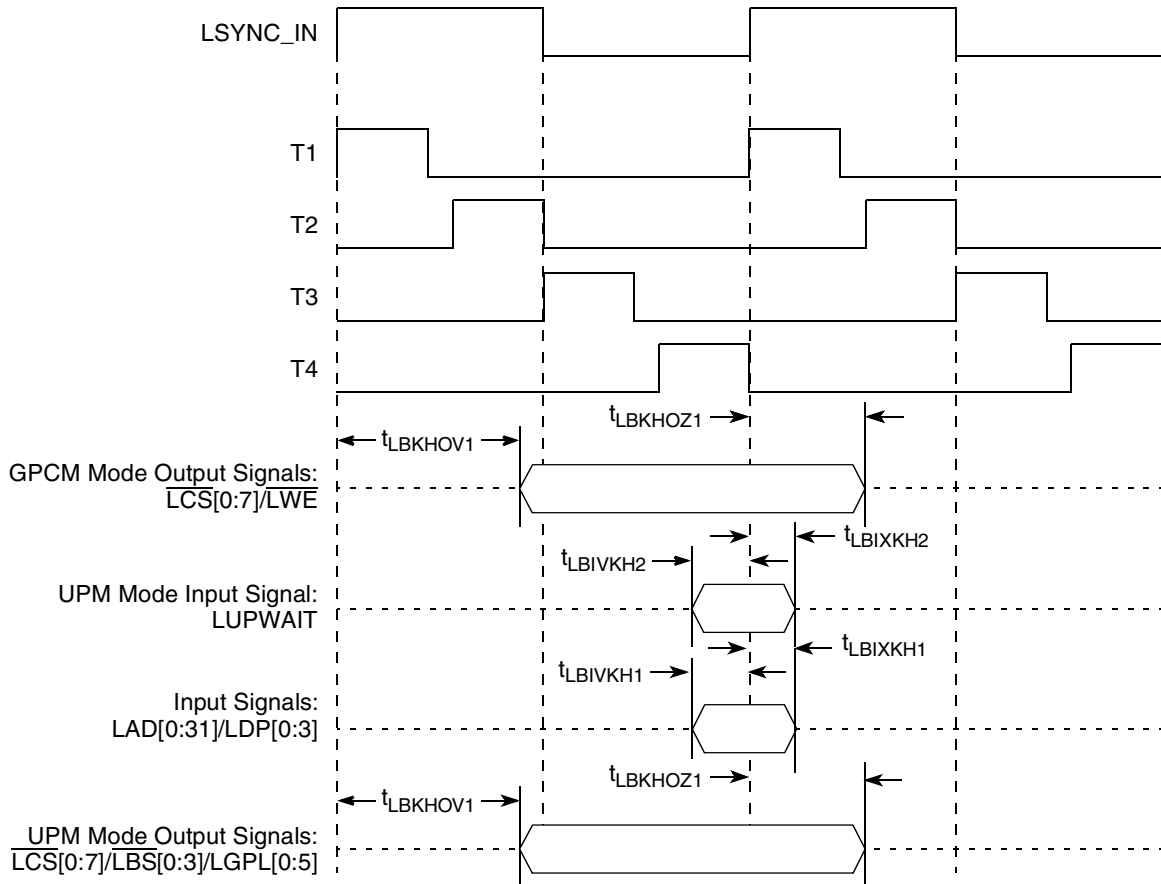 LSYNC_IN
T1
T2
T3
T4
tLBKHOZ1
tLBKHOV1
GPCM Mode Output Signals:
LCS[0:7]/LWE
tLBIXKH2
tLBIVKH2
UPM Mode Input Signal:
LUPWAIT
tLBIXKH1
tLBIVKH1
Input Signals:
LAD[0:31]/LDP[0:3]
tLBKHOZ1
tLBKHOV1
UPM Mode Output Signals:
LCS[0:7]/LBS[0:3]/LGPL[0:5]